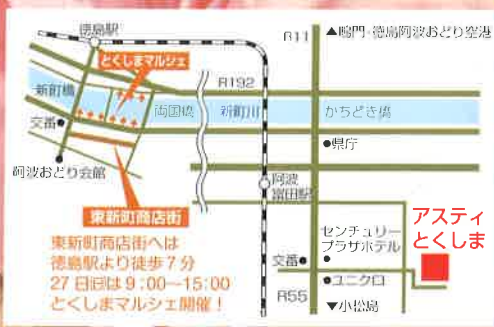 徳島駅
R11
▲鳴門・徳島阿波おどり空港
とくしまマルシェ
R192
新町橋
両国橋
新町川
かちどき橋
交番
県庁
阿波おどり会館
阿波
富田駅
東新町商店街
アスティ
とくしま
センチュリー
プラザホテル
東新町商店街へは
徳島駅より徒歩7分
27日㊐は9:00~15:00
とくしまマルシェ開催!
交番
ユニクロ
R55
▼小松島